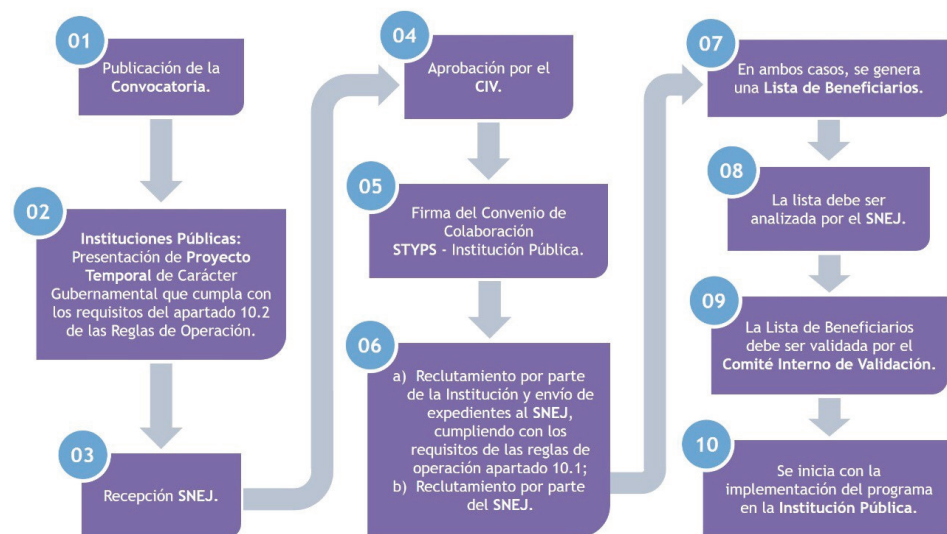 01
Publicación de la
Convocatoria.
02
Instituciones Públicas:
Presentación de Proyecto
Temporal de Carácter
Gubernamental que cumpla con
los requisitos del apartado 10.2
de las Reglas de Operación.
03
Recepción SNEJ.
04
Aprobación por el
CIV.
05
Firma del Convenio de
Colaboración
STYPS - Institución Pública.
06
a) Reclutamiento por parte
de la Institución y envío de
expedientes al SNEJ,
cumpliendo con los
requisitos de las reglas de
operación apartado 10.1;
b) Reclutamiento por parte
del SNEJ.
07
En ambos casos, se genera
una Lista de Beneficiarios.
08
La lista debe ser
analizada por el SNEJ.
09
La Lista de Beneficiarios
debe ser validada por el
Comité Interno de Validación.
10
Se inicia con la
implementación del programa
en la Institución Pública.